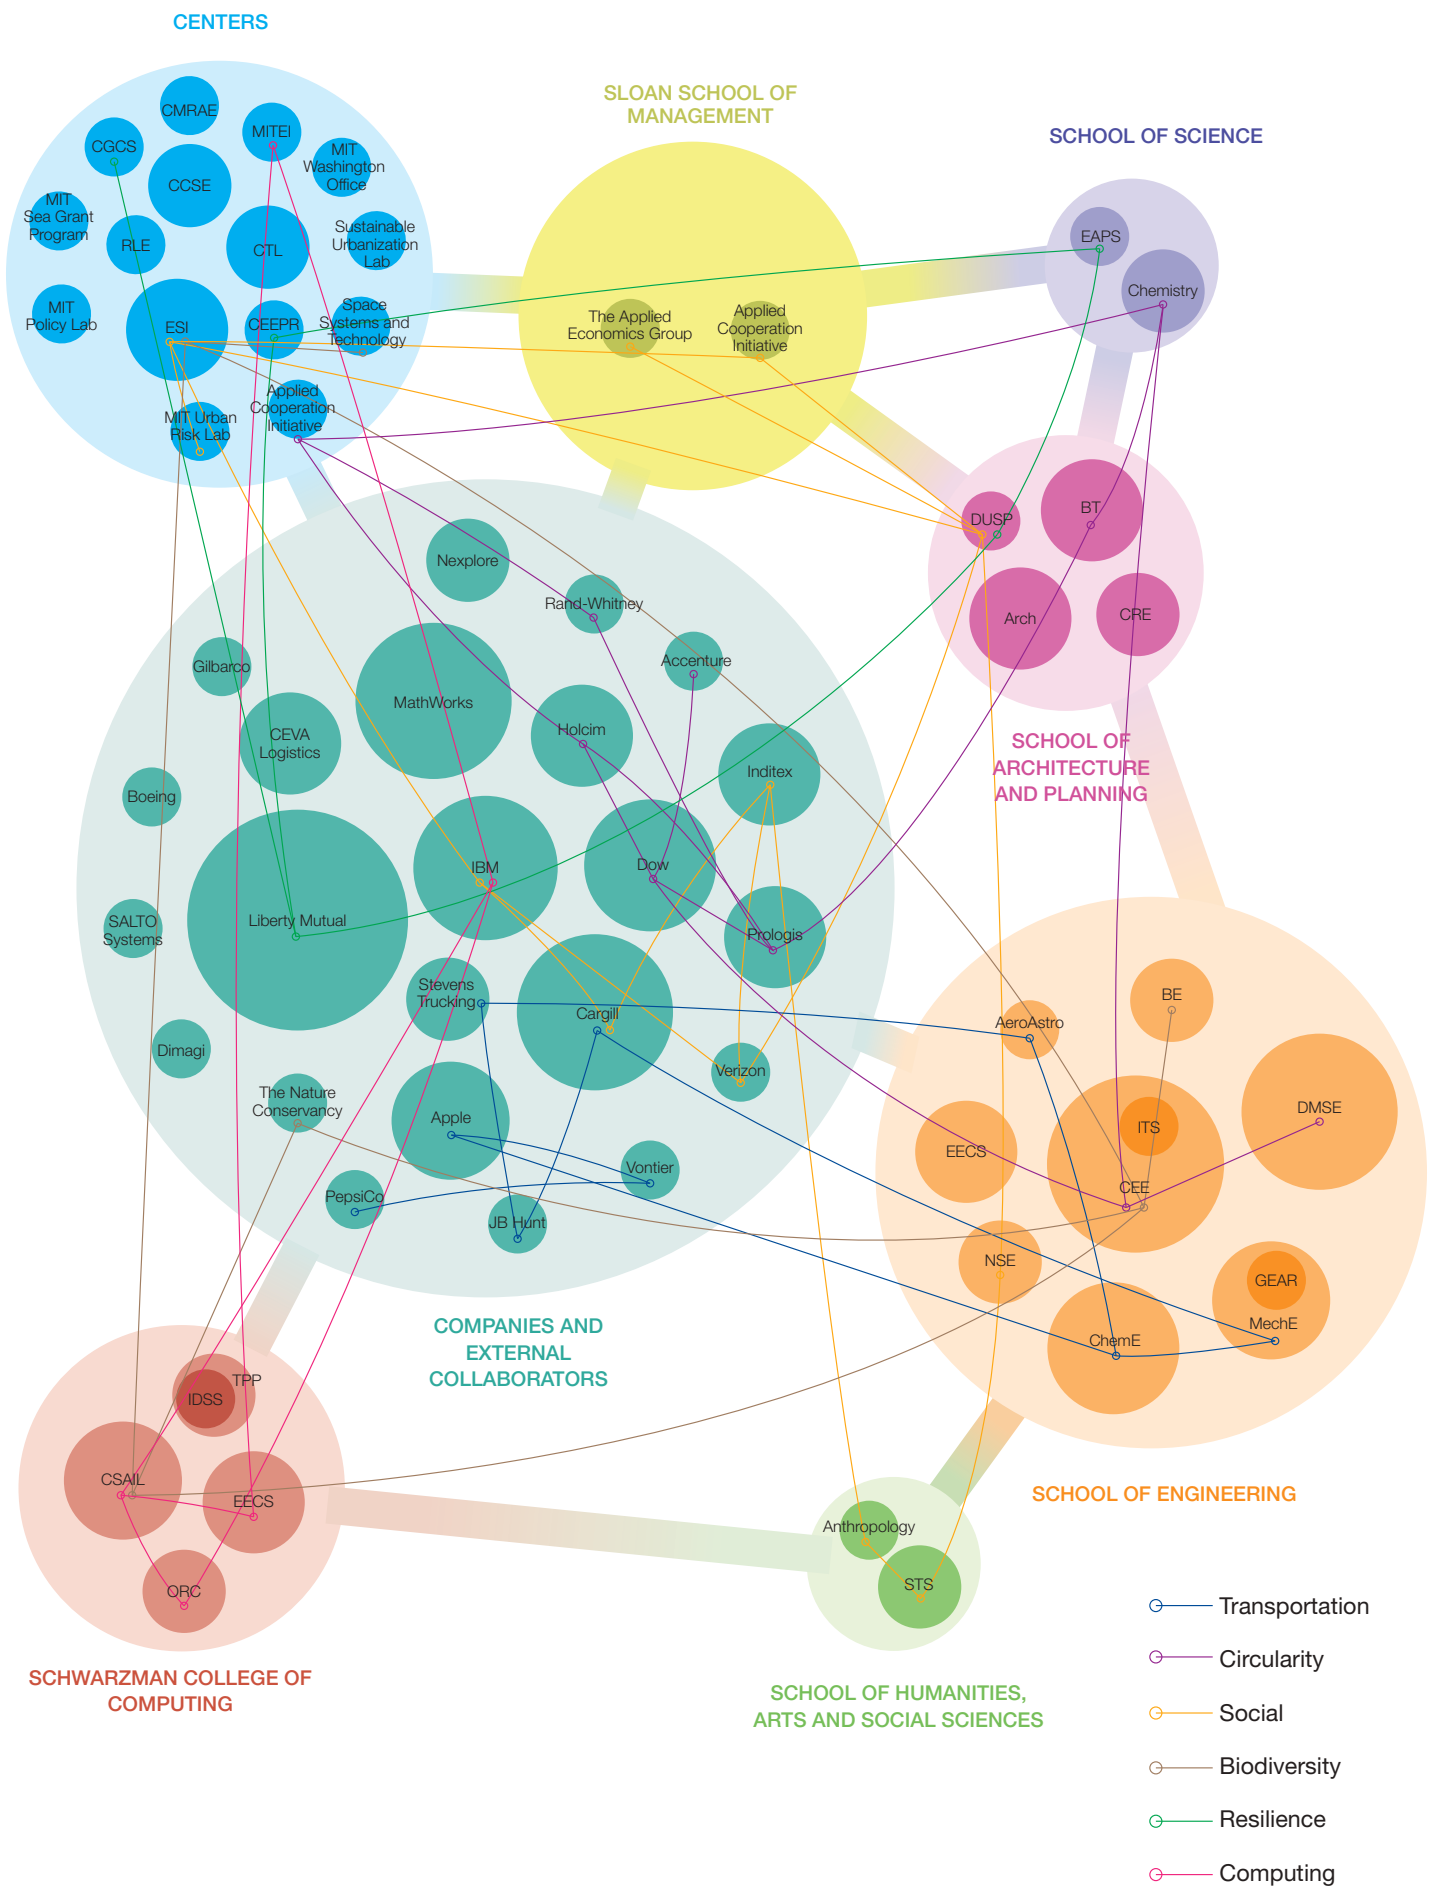 CENTERS
CMRAE
MITEI
CGCS
MIT
Washington
Office
CCSE
MIT
Sea Grant
Program
RLE
CTL
Sustainable
Urbanization
Lab
MIT
Policy Lab
ESI
CEEPR
Space
Systems and
Technology
Applied
Cooperation
Initiative
MIT Urban
Risk Lab
SLOAN SCHOOL OF
MANAGEMENT
The Applied
Economics Group
Applied
Cooperation
Initiative
SCHOOL OF SCIENCE
EAPS
Chemistry
DUSP
BT
Arch
CRE
SCHOOL OF
ARCHITECTURE
AND PLANNING
Nexplore
Rand-Whitney
Accenture
Gilbarco
MathWorks
CEVA
Logistics
Holcim
Inditex
Boeing
IBM
Dow
Liberty Mutual
SALTO
Systems
Prologis
Stevens
Trucking
Cargill
Dimagi
Verizon
The Nature
Conservancy
Apple
Vontier
PepsiCo
JB Hunt
COMPANIES AND
EXTERNAL
COLLABORATORS
BE
AeroAstro
DMSE
ITS
EECS
CEE
NSE
GEAR
MechE
ChemE
SCHOOL OF ENGINEERING
TPP
IDSS
CSAIL
EECS
ORC
SCHWARZMAN COLLEGE OF
COMPUTING
Anthropology
STS
SCHOOL OF HUMANITIES,
ARTS AND SOCIAL SCIENCES
Transportation
Circularity
Social
Biodiversity
Resilience
Computing